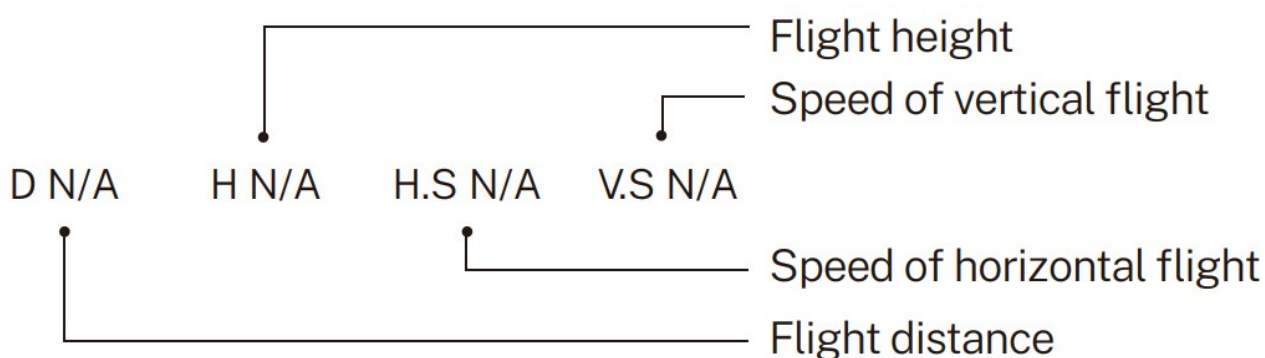 Flight height
Speed of vertical flight
D N/A H N/A H.S N/A V.S N/A
Speed of horizontal flight
Flight distance